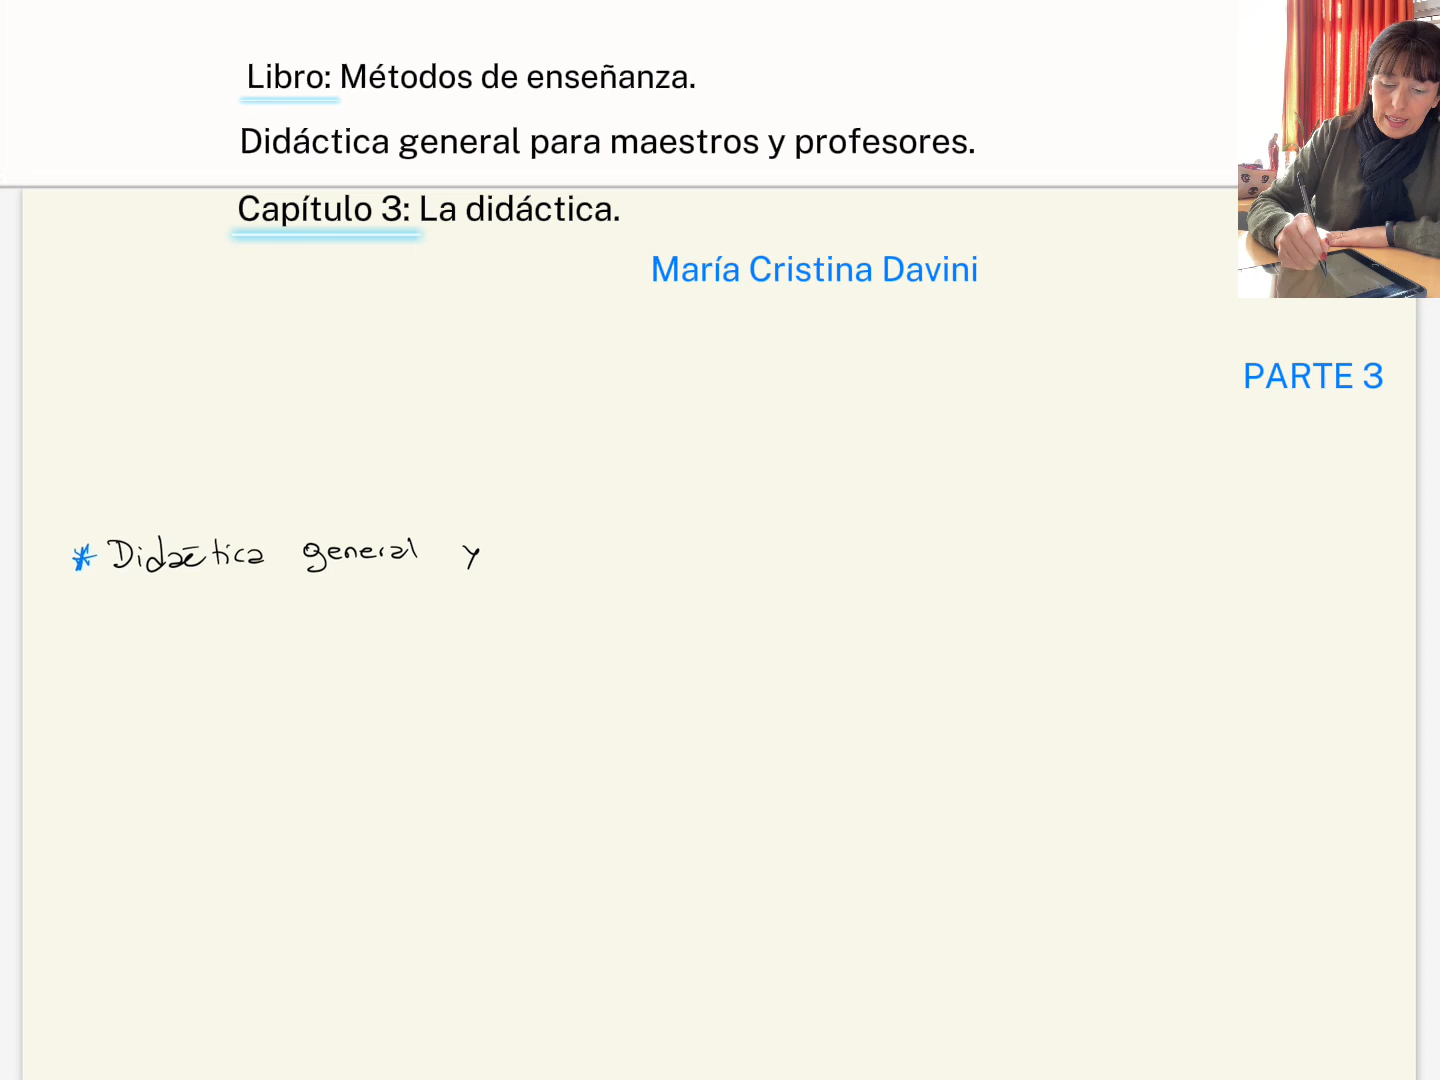 Libro: Métodos de enseñanza.
Didáctica general para maestros y profesores.
Capítulo 3: La didáctica.
María Cristina Davini
PARTE 3
* Didáctica general y